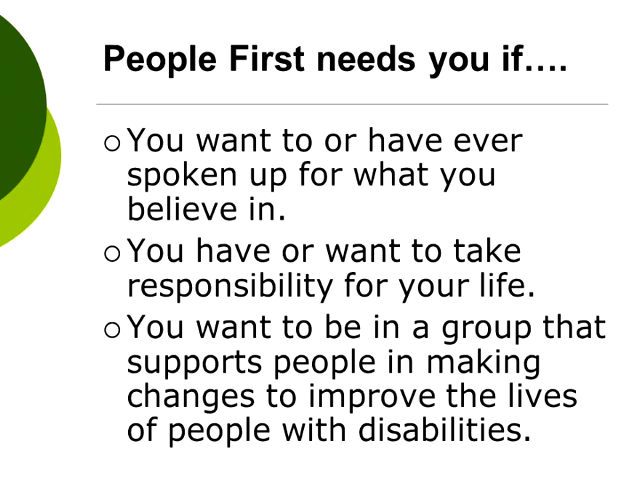 People First needs you if….
○ You want to or have ever
spoken up for what you
believe in.
○ You have or want to take
responsibility for your life.
○ You want to be in a group that
supports people in making
changes to improve the lives
of people with disabilities.